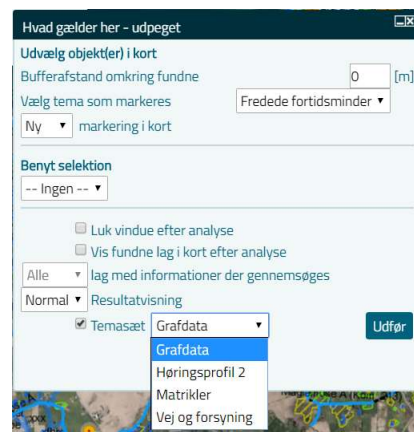 Hvad gælder her - udpeget
Udvælg objekt(er) i kort
Bufferafstand omkring fundne 0 [m]
Vælg tema som markeres Fredede fortidsminder
Ny markering i kort
Benyt selektion
-- Ingen --
Luk vindue efter analyse
Vis fundne lag i kort efter analyse
Alle lag med informationer der gennemsøges
Normal Resultatvisning
Temasæt Grafdata Udfør
Grafdata
Høringsprofil 2
Matrikler
Vej og forsyning